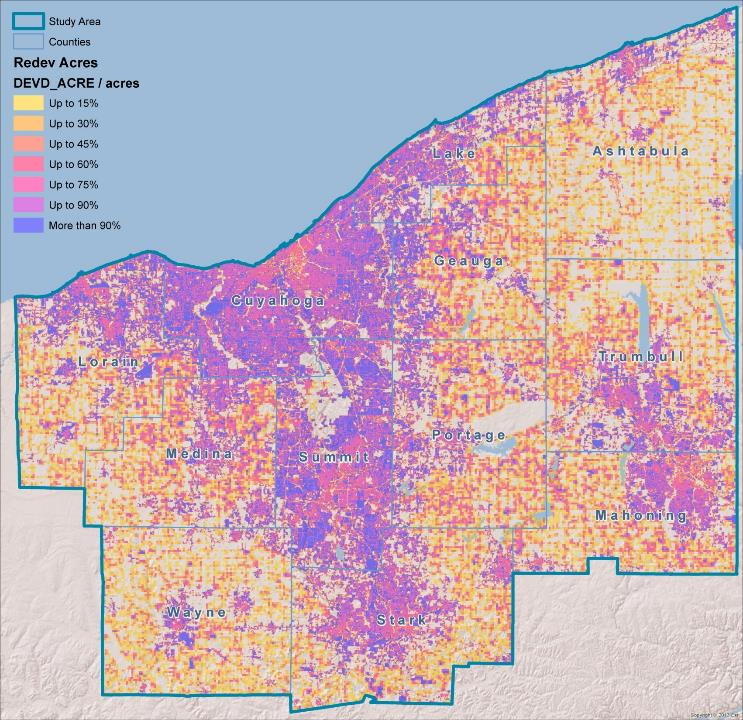 Study Area
Counties
Redev Acres
DEVD_ACRE / acres
Up to 15%
Up to 30%
Up to 45%
Up to 60%
Up to 75%
Up to 90%
More than 90%
Lake
Ashtabula
Geauga
Cuyahoga
Lorain
Trumbull
Portage
Medina
Summit
Mahoning
Wayne
Stark